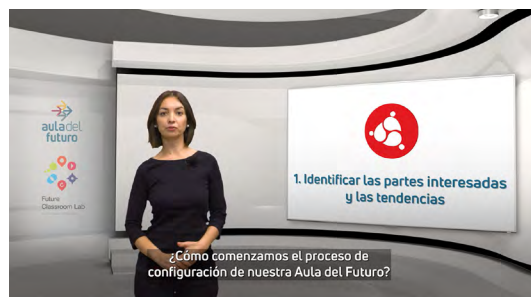 aula del
futuro
Future
Classroom Lab
1. Identificar las partes interesadas
y las tendencias
¿Cómo comenzamos el proceso de
configuración de nuestra Aula del Futuro?